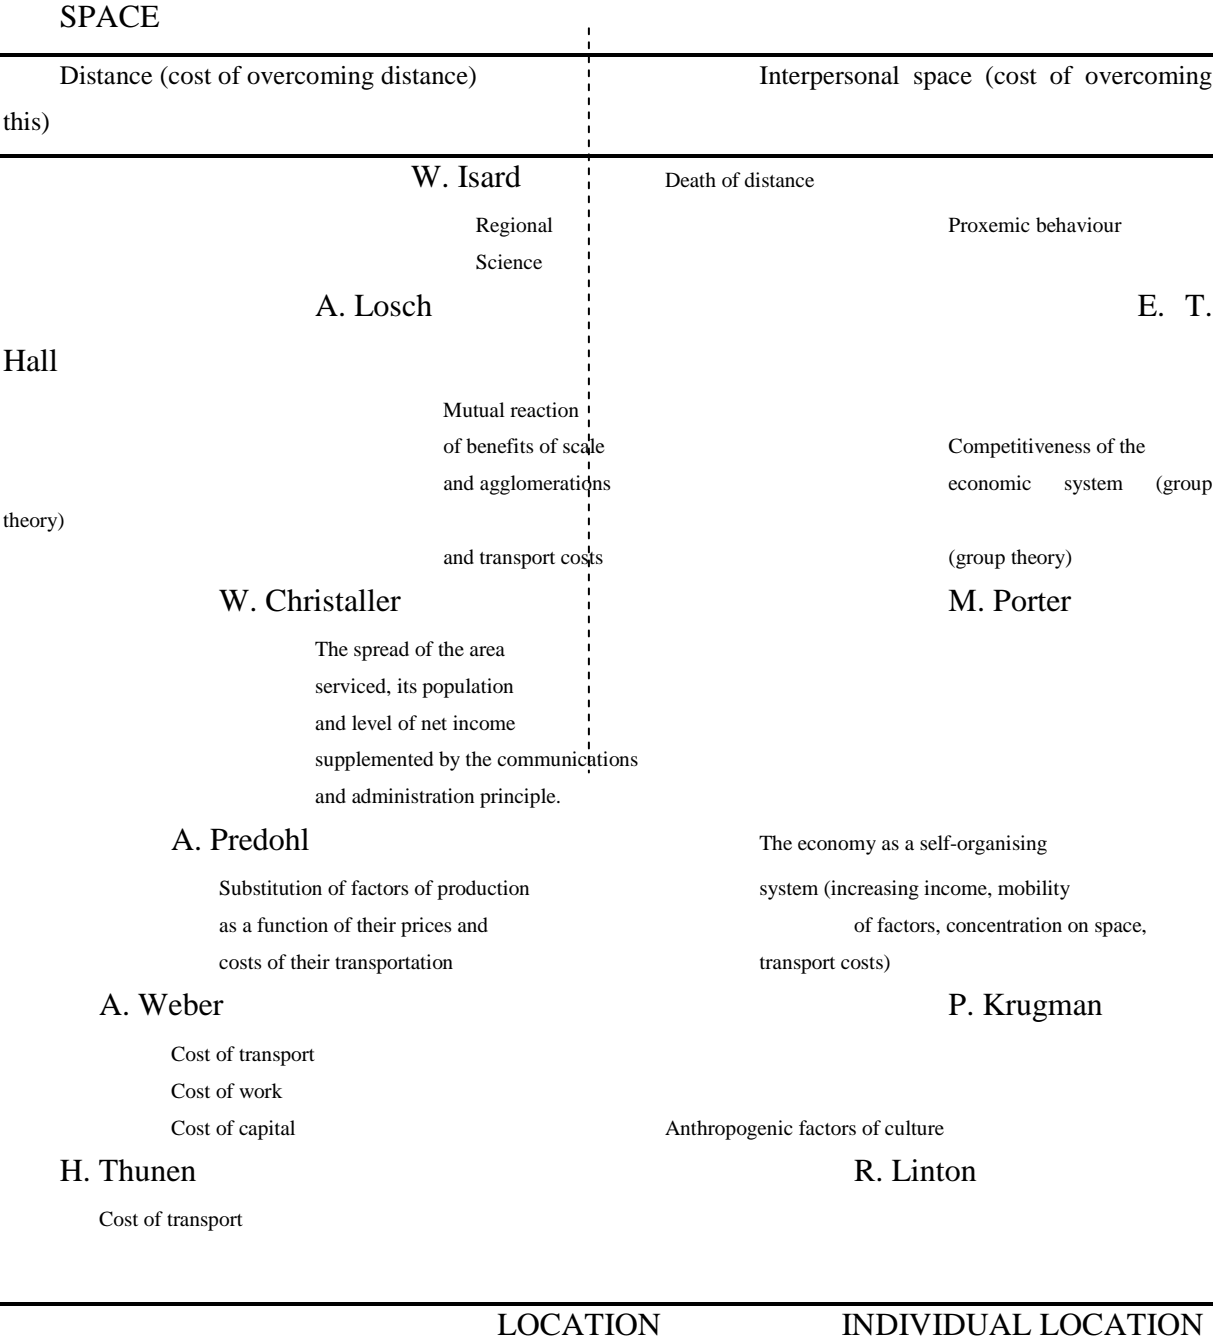 SPACE
Distance (cost of overcoming distance) Interpersonal space (cost of overcoming
this)
W. Isard Death of distance
Regional Proxemic behaviour
Science
A. Losch E. T.
Hall
Mutual reaction
of benefits of scale Competitiveness of the
and agglomerations economic system (group
theory)
and transport costs (group theory)
W. Christaller M. Porter
The spread of the area
serviced, its population
and level of net income
supplemented by the communications
and administration principle.
A. Predohl The economy as a self-organising
Substitution of factors of production system (increasing income, mobility
as a function of their prices and of factors, concentration on space,
costs of their transportation transport costs)
A. Weber P. Krugman
Cost of transport
Cost of work
Cost of capital Anthropogenic factors of culture
H. Thunen R. Linton
Cost of transport
LOCATION INDIVIDUAL LOCATION